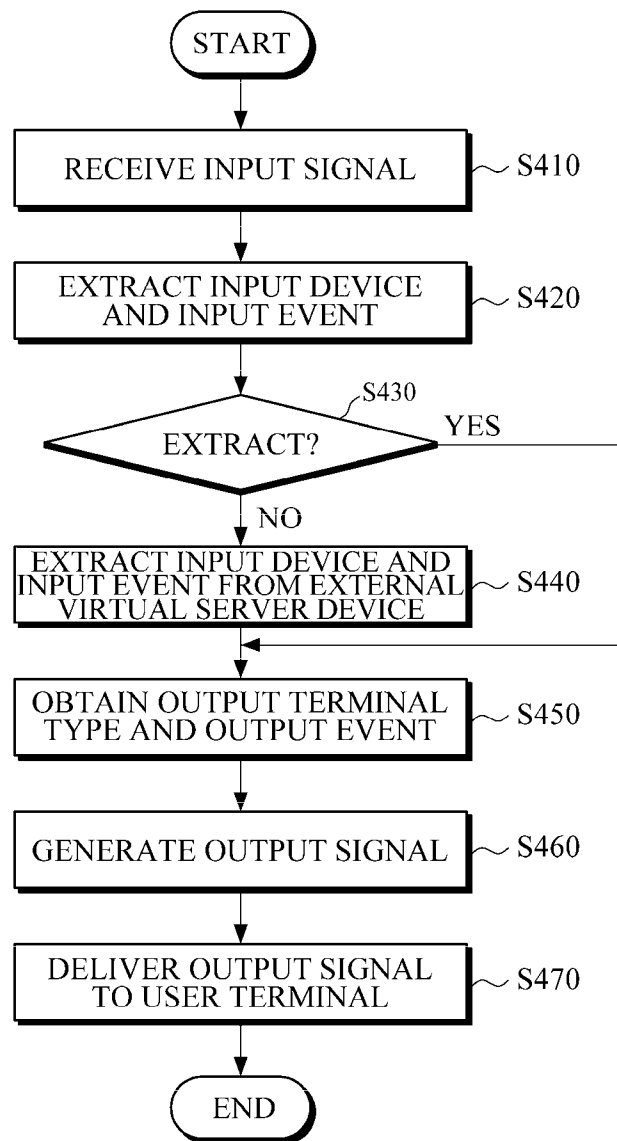 START
RECEIVE INPUT SIGNAL
S410
EXTRACT INPUT DEVICE
AND INPUT EVENT
S420
S430
EXTRACT?
YES
NO
EXTRACT INPUT DEVICE AND
INPUT EVENT FROM EXTERNAL
VIRTUAL SERVER DEVICE
S440
OBTAIN OUTPUT TERMINAL
TYPE AND OUTPUT EVENT
S450
GENERATE OUTPUT SIGNAL
S460
DELIVER OUTPUT SIGNAL
TO USER TERMINAL
S470
END